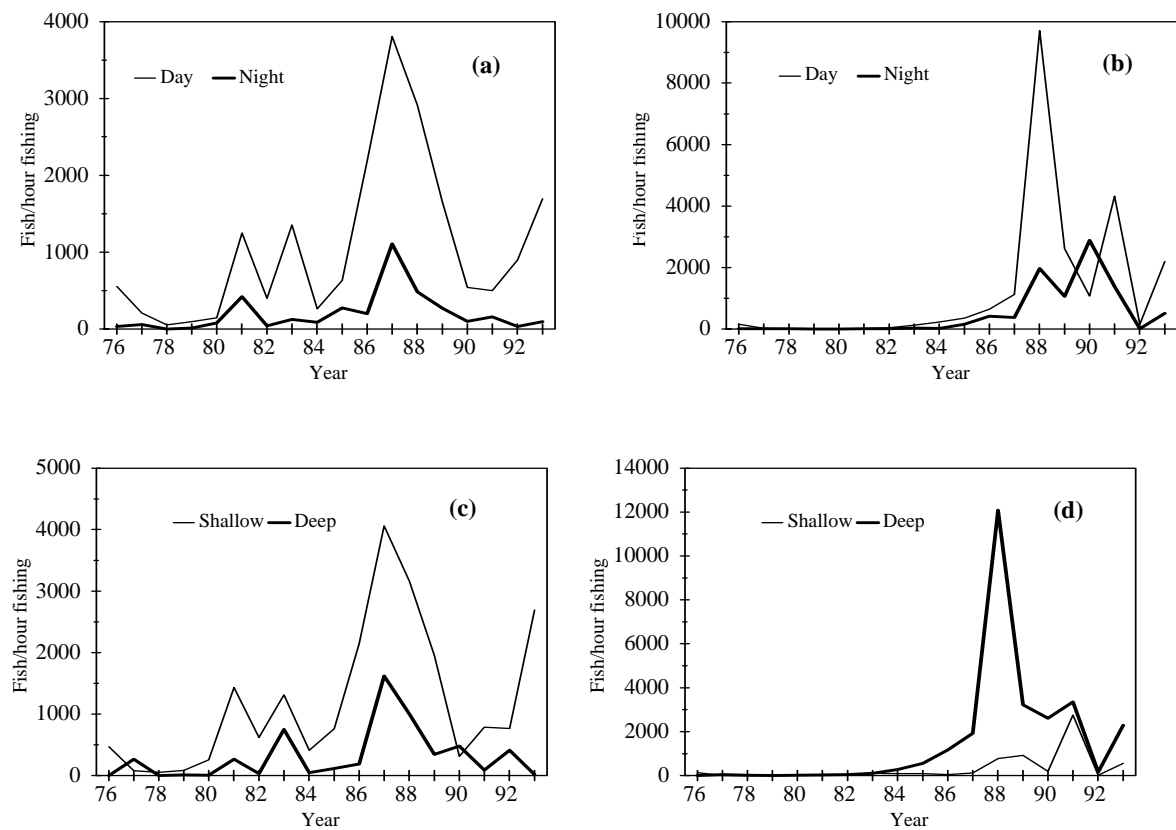 4000
3000
2000
1000
0
Fish/hour fishing
Day Night
(a)
76 78 80 82 84 86 88 90 92
Year
10000
8000
6000
4000
2000
0
Fish/hour fishing
Day Night
(b)
76 78 80 82 84 86 88 90 92
Year
5000
4000
3000
2000
1000
0
Fish/hour fishing
Shallow Deep
(c)
76 78 80 82 84 86 88 90 92
Year
14000
12000
10000
8000
6000
4000
2000
0
Fish/hour fishing
Shallow Deep
(d)
76 78 80 82 84 86 88 90 92
Year